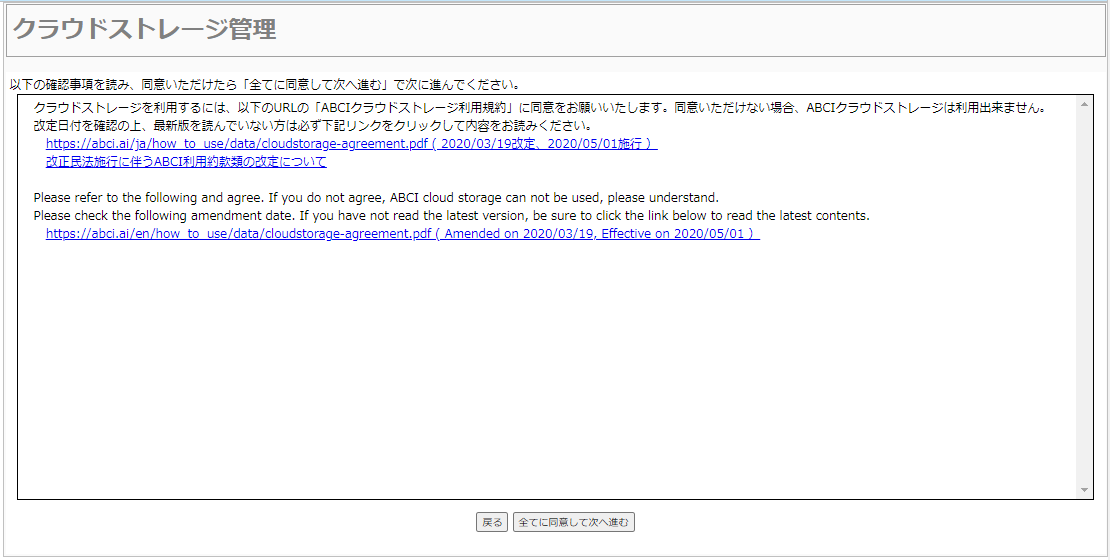 クラウドストレージ管理
以下の確認事項を読み、同意いただけたら「全てに同意して次へ進む」で次に進んでください。
クラウドストレージを利用するには、以下のURLの「ABCIクラウドストレージ利用規約」に同意をお願いいたします。同意いただけない場合、ABCIクラウドストレージは利用出来ません。
改定日付を確認の上、最新版を読んでいない方は必ず下記リンクをクリックして内容をお読みください。
https://abci.ai/ja/how_to_use/data/cloudstorage-agreement.pdf ( 2020/03/19改定、2020/05/01施行 )
改正民法施行に伴うABCI利用約款類の改定について
Please refer to the following and agree. If you do not agree, ABCI cloud storage can not be used, please understand.
Please check the following amendment date. If you have not read the latest version, be sure to click the link below to read the latest contents.
https://abci.ai/en/how_to_use/data/cloudstorage-agreement.pdf ( Amended on 2020/03/19, Effective on 2020/05/01 )
戻る 全てに同意して次へ進む